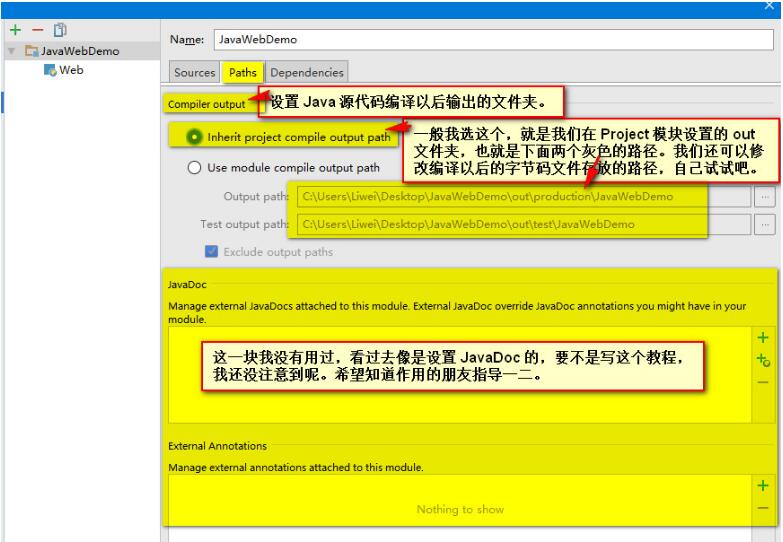 Name: JavaWebDemo
JavaWebDemo
Web
Sources Paths Dependencies
Compiler output
设置 Java 源代码编译以后输出的文件夹。
Inherit project compile output path
一般我选这个，就是我们在 Project 模块设置的 out
文件夹，也就是下面两个灰色的路径。我们还可以修
改编译以后的字节码文件存放的路径，自己试试吧。
Use module compile output path
Output path: C:\Users\Liwei\Desktop\JavaWebDemo\out\production\JavaWebDemo
Test output path: C:\Users\Liwei\Desktop\JavaWebDemo\out\test\JavaWebDemo
Exclude output paths
JavaDoc
Manage external JavaDocs attached to this module. External JavaDoc override JavaDoc annotations you might have in your
module.
这一块我没有用过，看过去像是设置 JavaDoc 的，要不是写这个教程，
我还没注意到呢。希望知道作用的朋友指导一二。
External Annotations
Manage external annotations attached to this module.
Nothing to show